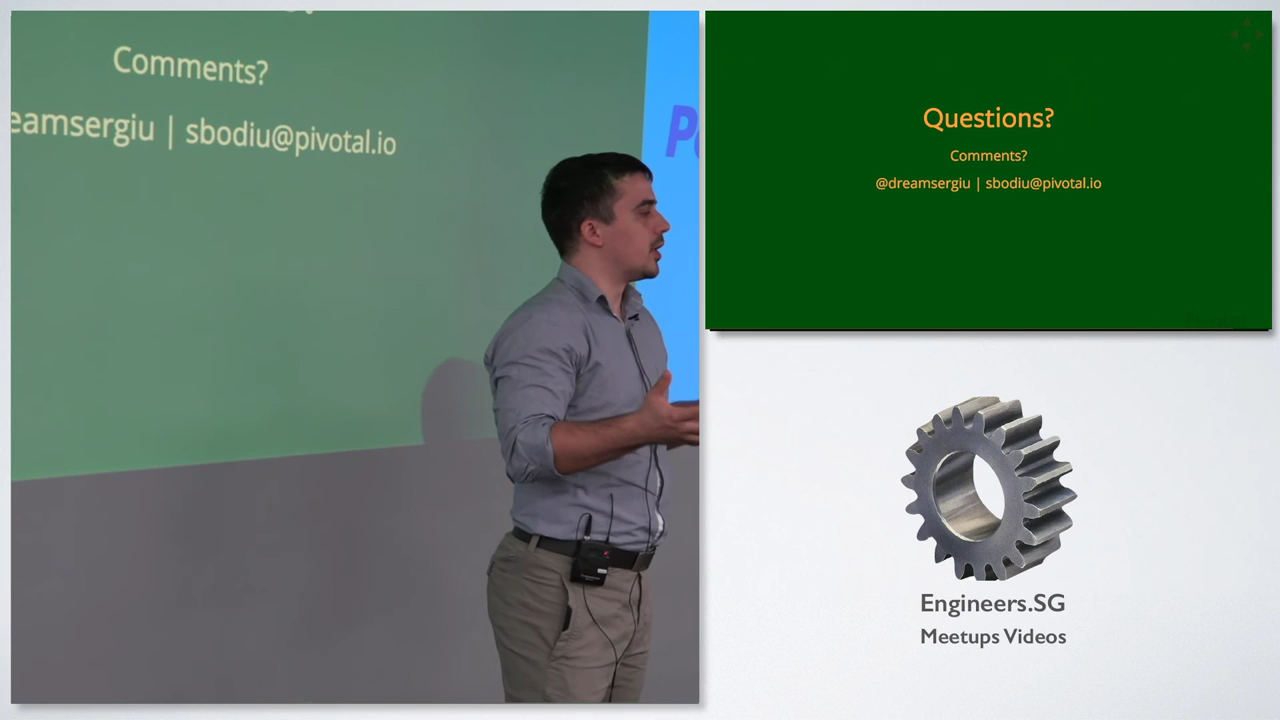 Comments?
eamsergiu | sbodiu@pivotal.io
P
Questions?
Comments?
@dreamsergiu | sbodiu@pivotal.io
Engineers.SG
Meetups Videos